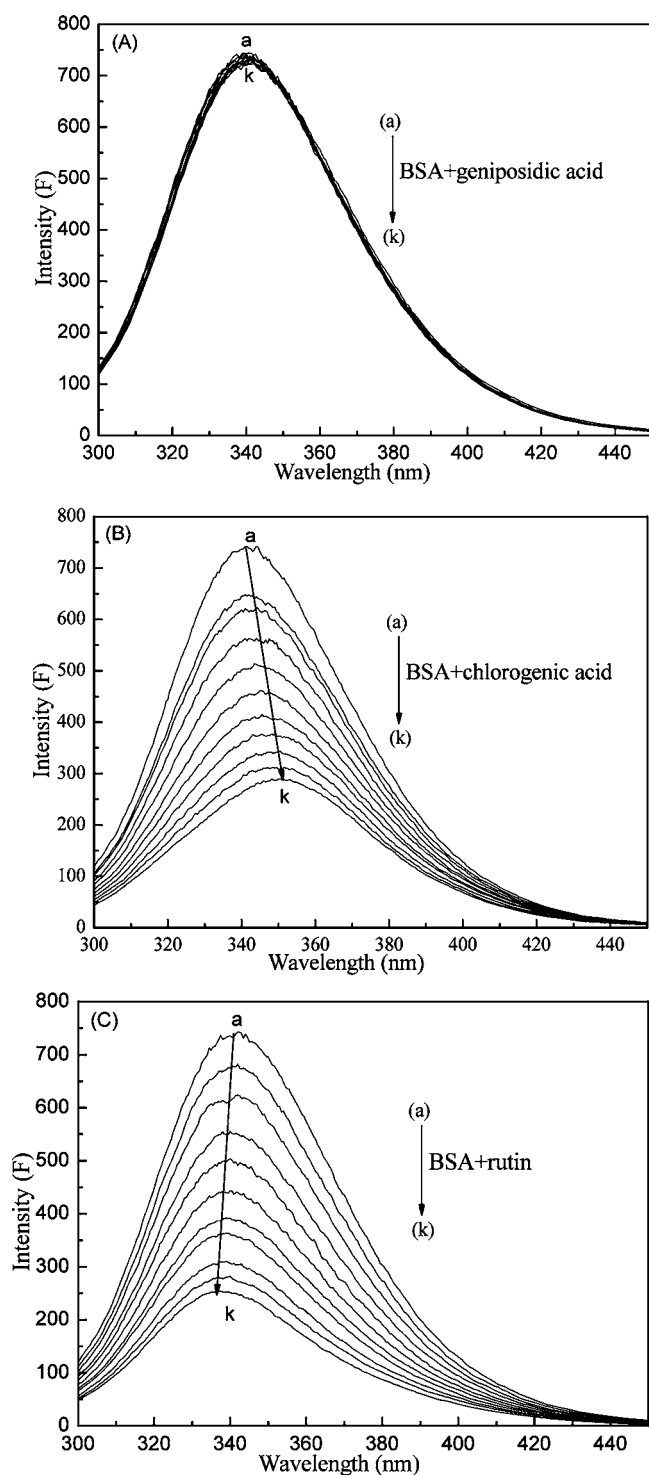 (A)
a
k
(a)
BSA+geniposidic acid
(k)
800
700
600
500
400
300
200
100
0
Intensity (F)
300 320 340 360 380 400 420 440
Wavelength (nm)
(B)
a
k
(a)
BSA+chlorogenic acid
(k)
800
700
600
500
400
300
200
100
0
Intensity (F)
300 320 340 360 380 400 420 440
Wavelength (nm)
(C)
a
k
(a)
BSA+rutin
(k)
800
700
600
500
400
300
200
100
0
Intensity (F)
300 320 340 360 380 400 420 440
Wavelength (nm)